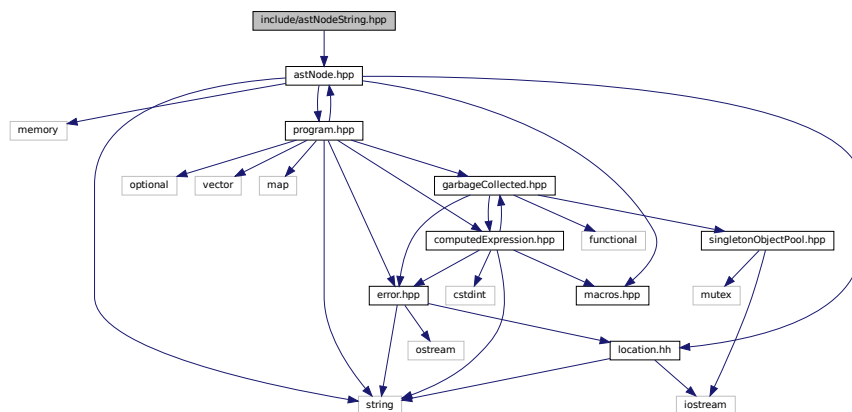 include/astNodeString.hpp
astNode.hpp
memory
program.hpp
optional
vector
map
garbageCollected.hpp
computedExpression.hpp
functional
singletonObjectPool.hpp
error.hpp
cstdint
macros.hpp
mutex
ostream
location.hh
string
iostream